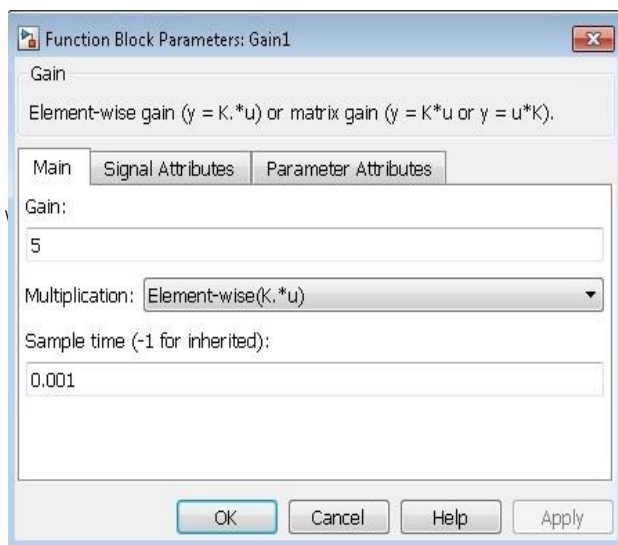 Function Block Parameters: Gain1
Gain
Element-wise gain (y = K.*u) or matrix gain (y = K*u or y = u*K).
Main Signal Attributes Parameter Attributes
Gain:
5
Multiplication: Element-wise(K.*u)
Sample time (-1 for inherited):
0.001
OK Cancel Help Apply